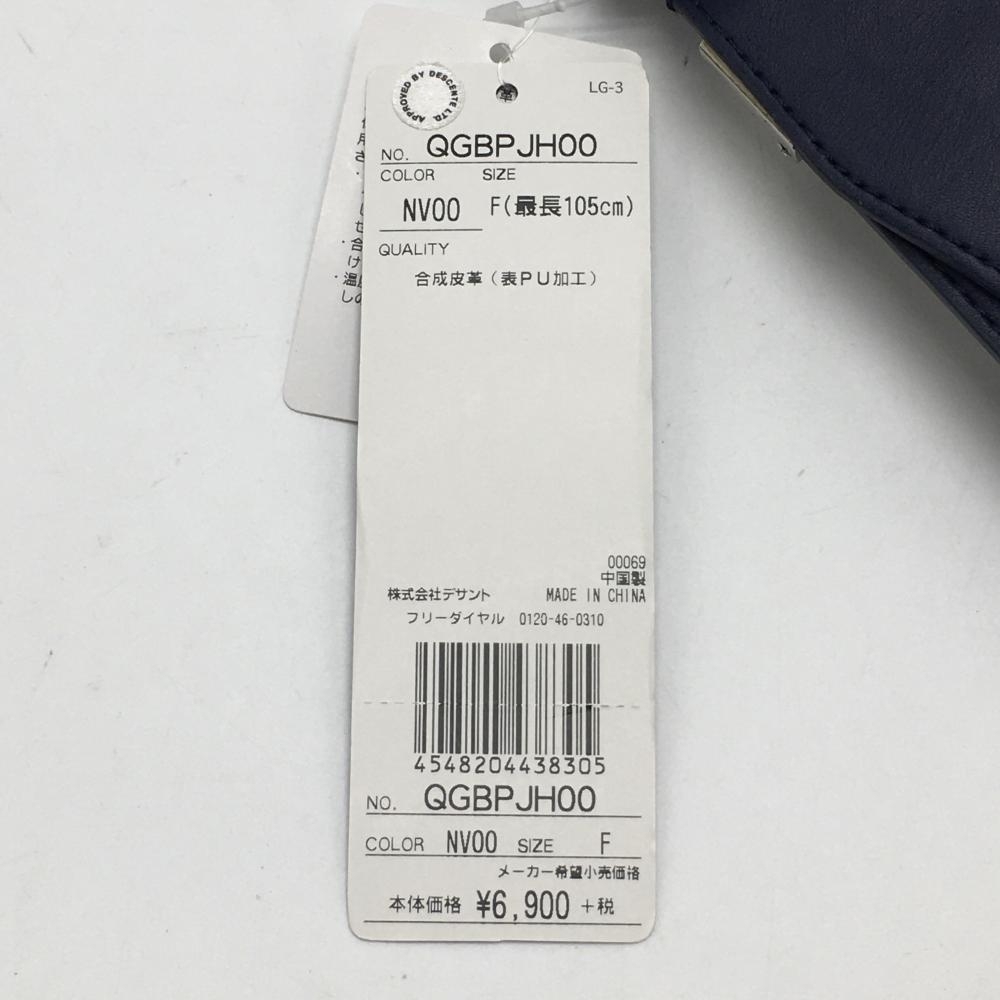 APPROVED BY DESCENTE LTD.
革
LG-3
NO. QGBPJH00
COLOR SIZE
NV00 F(最長105cm)
QUALITY
合成皮革(表PU加工)
00069
中国製
株式会社デサント MADE IN CHINA
フリーダイヤル 0120-46-0310
4548204438305
NO. QGBPJH00
COLOR NV00 SIZE F
メーカー希望小売価格
本体価格 ¥6,900 +税